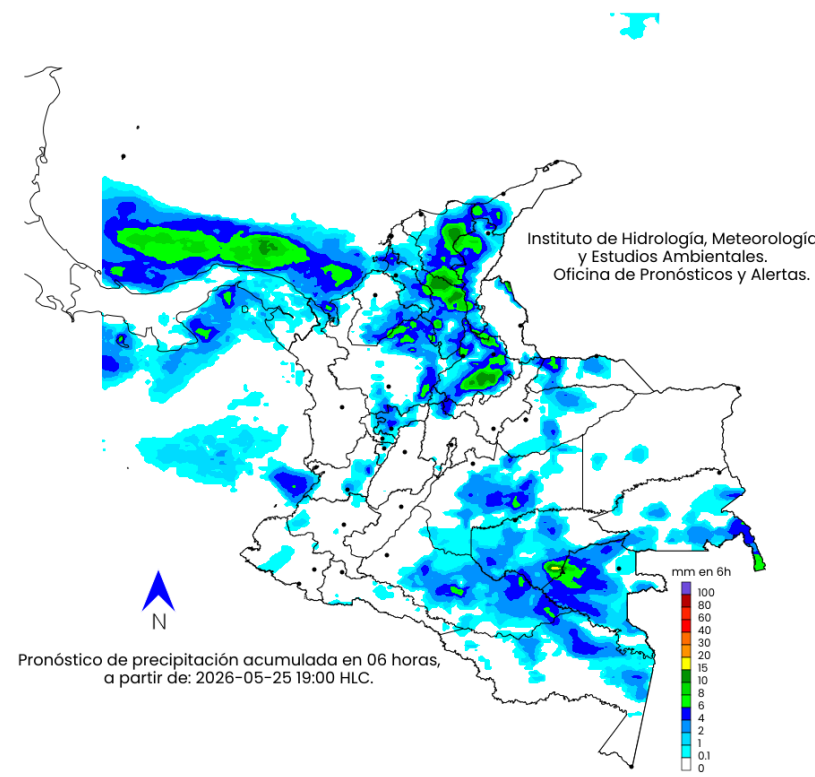 Instituto de Hidrología, Meteorología
y Estudios Ambientales.
Oficina de Pronósticos y Alertas.
N
Pronóstico de precipitación acumulada en 06 horas,
a partir de: 2026-05-25 19:00 HLC.
mm en 6h
100
80
60
40
30
20
15
10
8
6
4
2
1
0.1
0